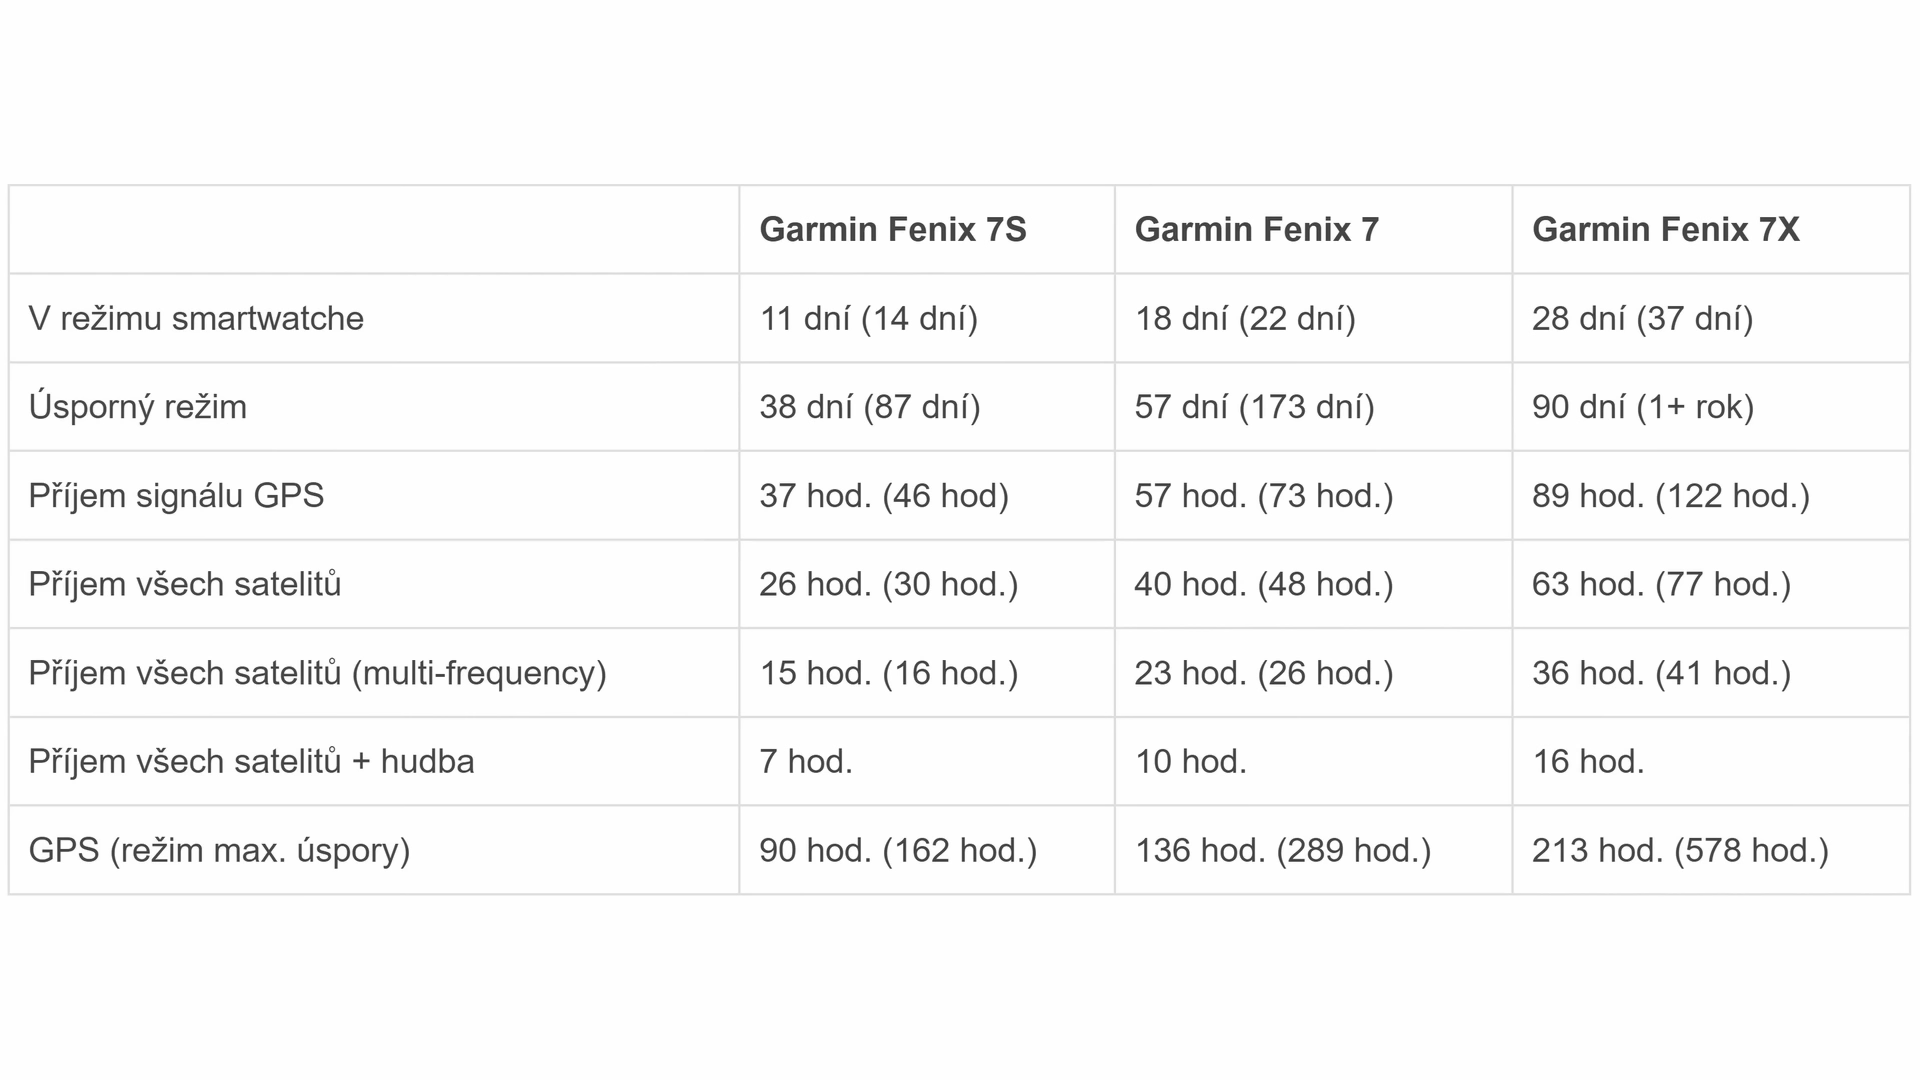 Garmin Fenix 7S Garmin Fenix 7 Garmin Fenix 7X
V režimu smartwatche 11 dní (14 dní) 18 dní (22 dní) 28 dní (37 dní)
Úsporný režim 38 dní (87 dní) 57 dní (173 dní) 90 dní (1+ rok)
Příjem signálu GPS 37 hod. (46 hod) 57 hod. (73 hod.) 89 hod. (122 hod.)
Příjem všech satelitů 26 hod. (30 hod.) 40 hod. (48 hod.) 63 hod. (77 hod.)
Příjem všech satelitů (multi-frequency) 15 hod. (16 hod.) 23 hod. (26 hod.) 36 hod. (41 hod.)
Příjem všech satelitů + hudba 7 hod. 10 hod. 16 hod.
GPS (režim max. úspory) 90 hod. (162 hod.) 136 hod. (289 hod.) 213 hod. (578 hod.)